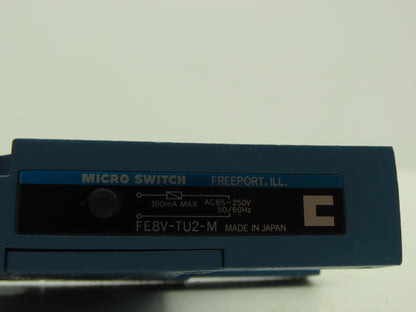 MICRO SWITCH FREEPORT, ILL.
100mA MAX AC85-250V
50/60Hz
FE8V-TU2-M MADE IN JAPAN